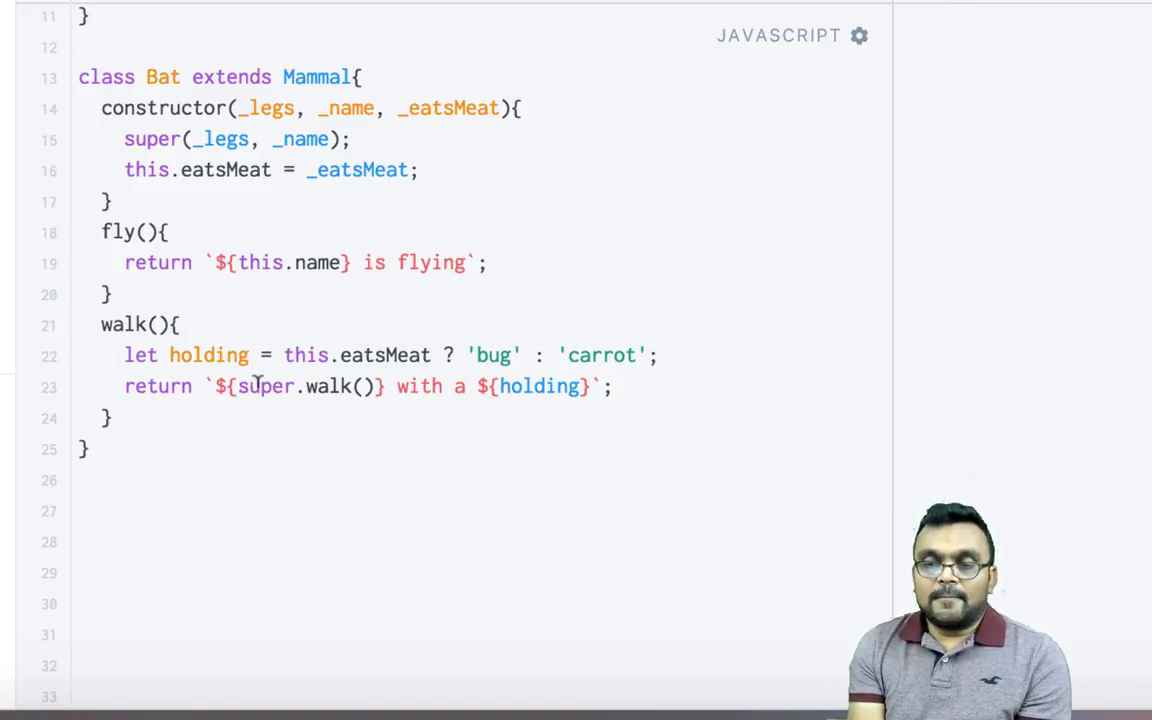 11 }
JAVASCRIPT
12
13 class Bat extends Mammal{
14 constructor(_legs, _name, _eatsMeat){
15 super(_legs, _name);
16 this.eatsMeat = _eatsMeat;
17 }
18 fly(){
19 return `${this.name} is flying`;
20 }
21 walk(){
22 let holding = this.eatsMeat ? 'bug' : 'carrot';
23 return `${super.walk()} with a ${holding}`;
24 }
25 }
26
27
28
29
30
31
32
33